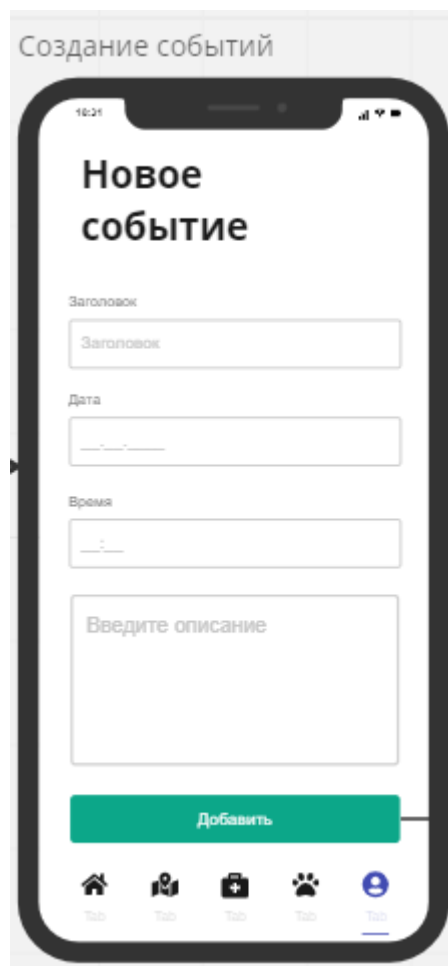 Создание событий
18:21
Новое
событие
Заголовок
Заголовок
Дата
__.__.____
Время
__:__
Введите описание
Добавить
Tab Tab Tab Tab Tab